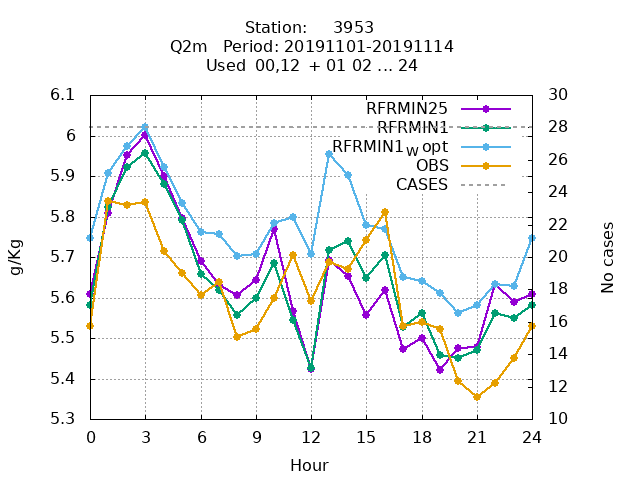 Station: 3953
Q2m Period: 20191101-20191114
Used 00,12 + 01 02 ... 24
6.1
6
5.9
5.8
5.7
5.6
5.5
5.4
5.3
30
28
26
24
22
20
18
16
14
12
10
RFRMIN25
RFRMIN1
RFRMIN1w opt
OBS
CASES
g/Kg
No cases
0 3 6 9 12 15 18 21 24
Hour